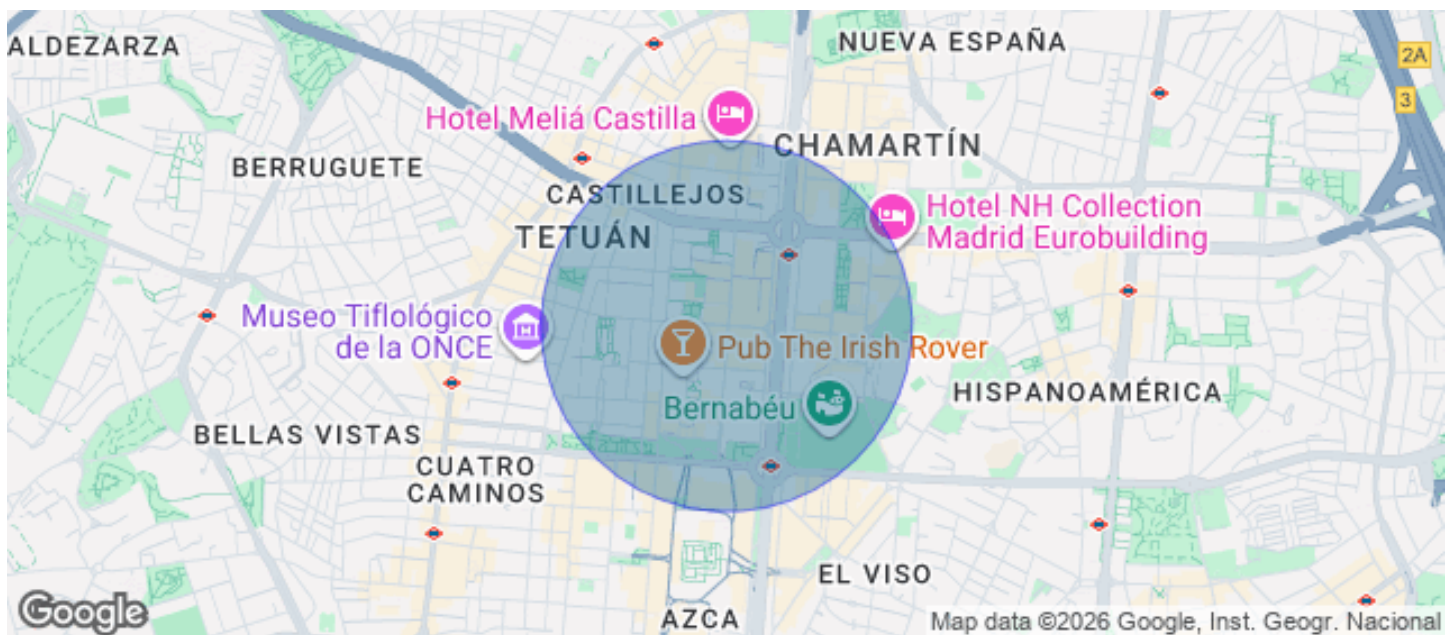 ALDEZARZA
NUEVA ESPAÑA
2A
3
Hotel Meliá Castilla
CHAMARTÍN
BERRUGUETE
CASTILLEJOS
TETUÁN
Hotel NH Collection
Madrid Eurobuilding
Museo Tiflológico
de la ONCE
Pub The Irish Rover
Bernabéu
HISPANOAMÉRICA
BELLAS VISTAS
CUATRO
CAMINOS
EL VISO
AZCA
Google
Map data ©2026 Google, Inst. Geogr. Nacional